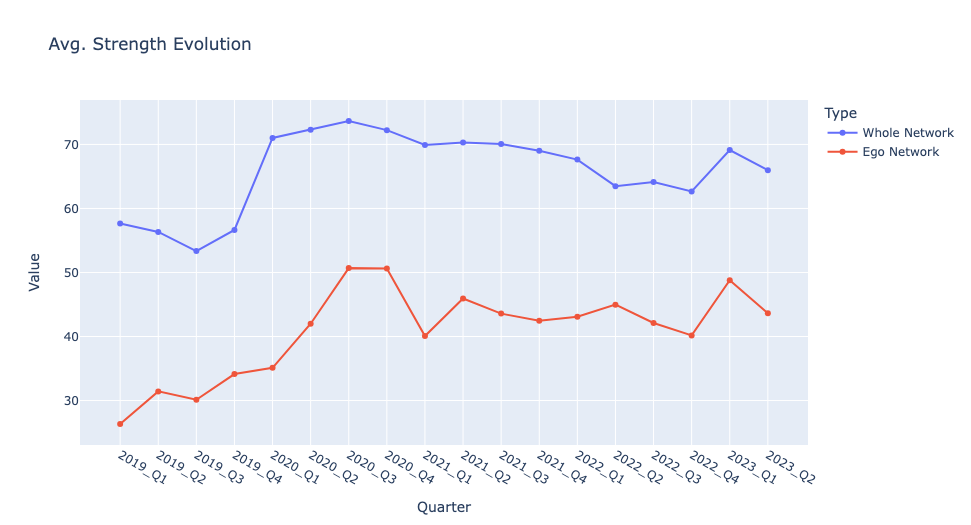 Avg. Strength Evolution
Type
Whole Network
Ego Network
Value
70
60
50
40
30
2019_Q1
2019_Q2
2019_Q3
2019_Q4
2020_Q1
2020_Q2
2020_Q3
2020_Q4
2021_Q1
2021_Q2
2021_Q3
2021_Q4
2022_Q1
2022_Q2
2022_Q3
2022_Q4
2023_Q1
2023_Q2
Quarter